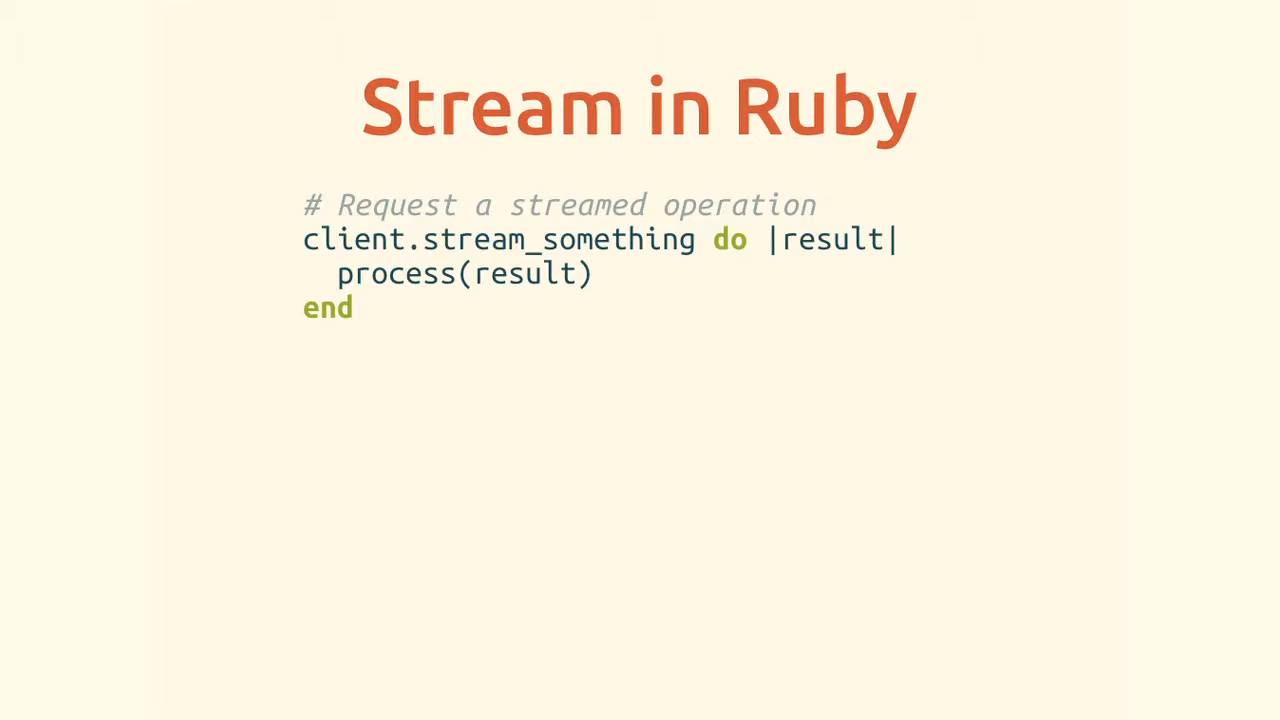 Stream in Ruby
# Request a streamed operation
client.stream_something do |result|
  process(result)
end